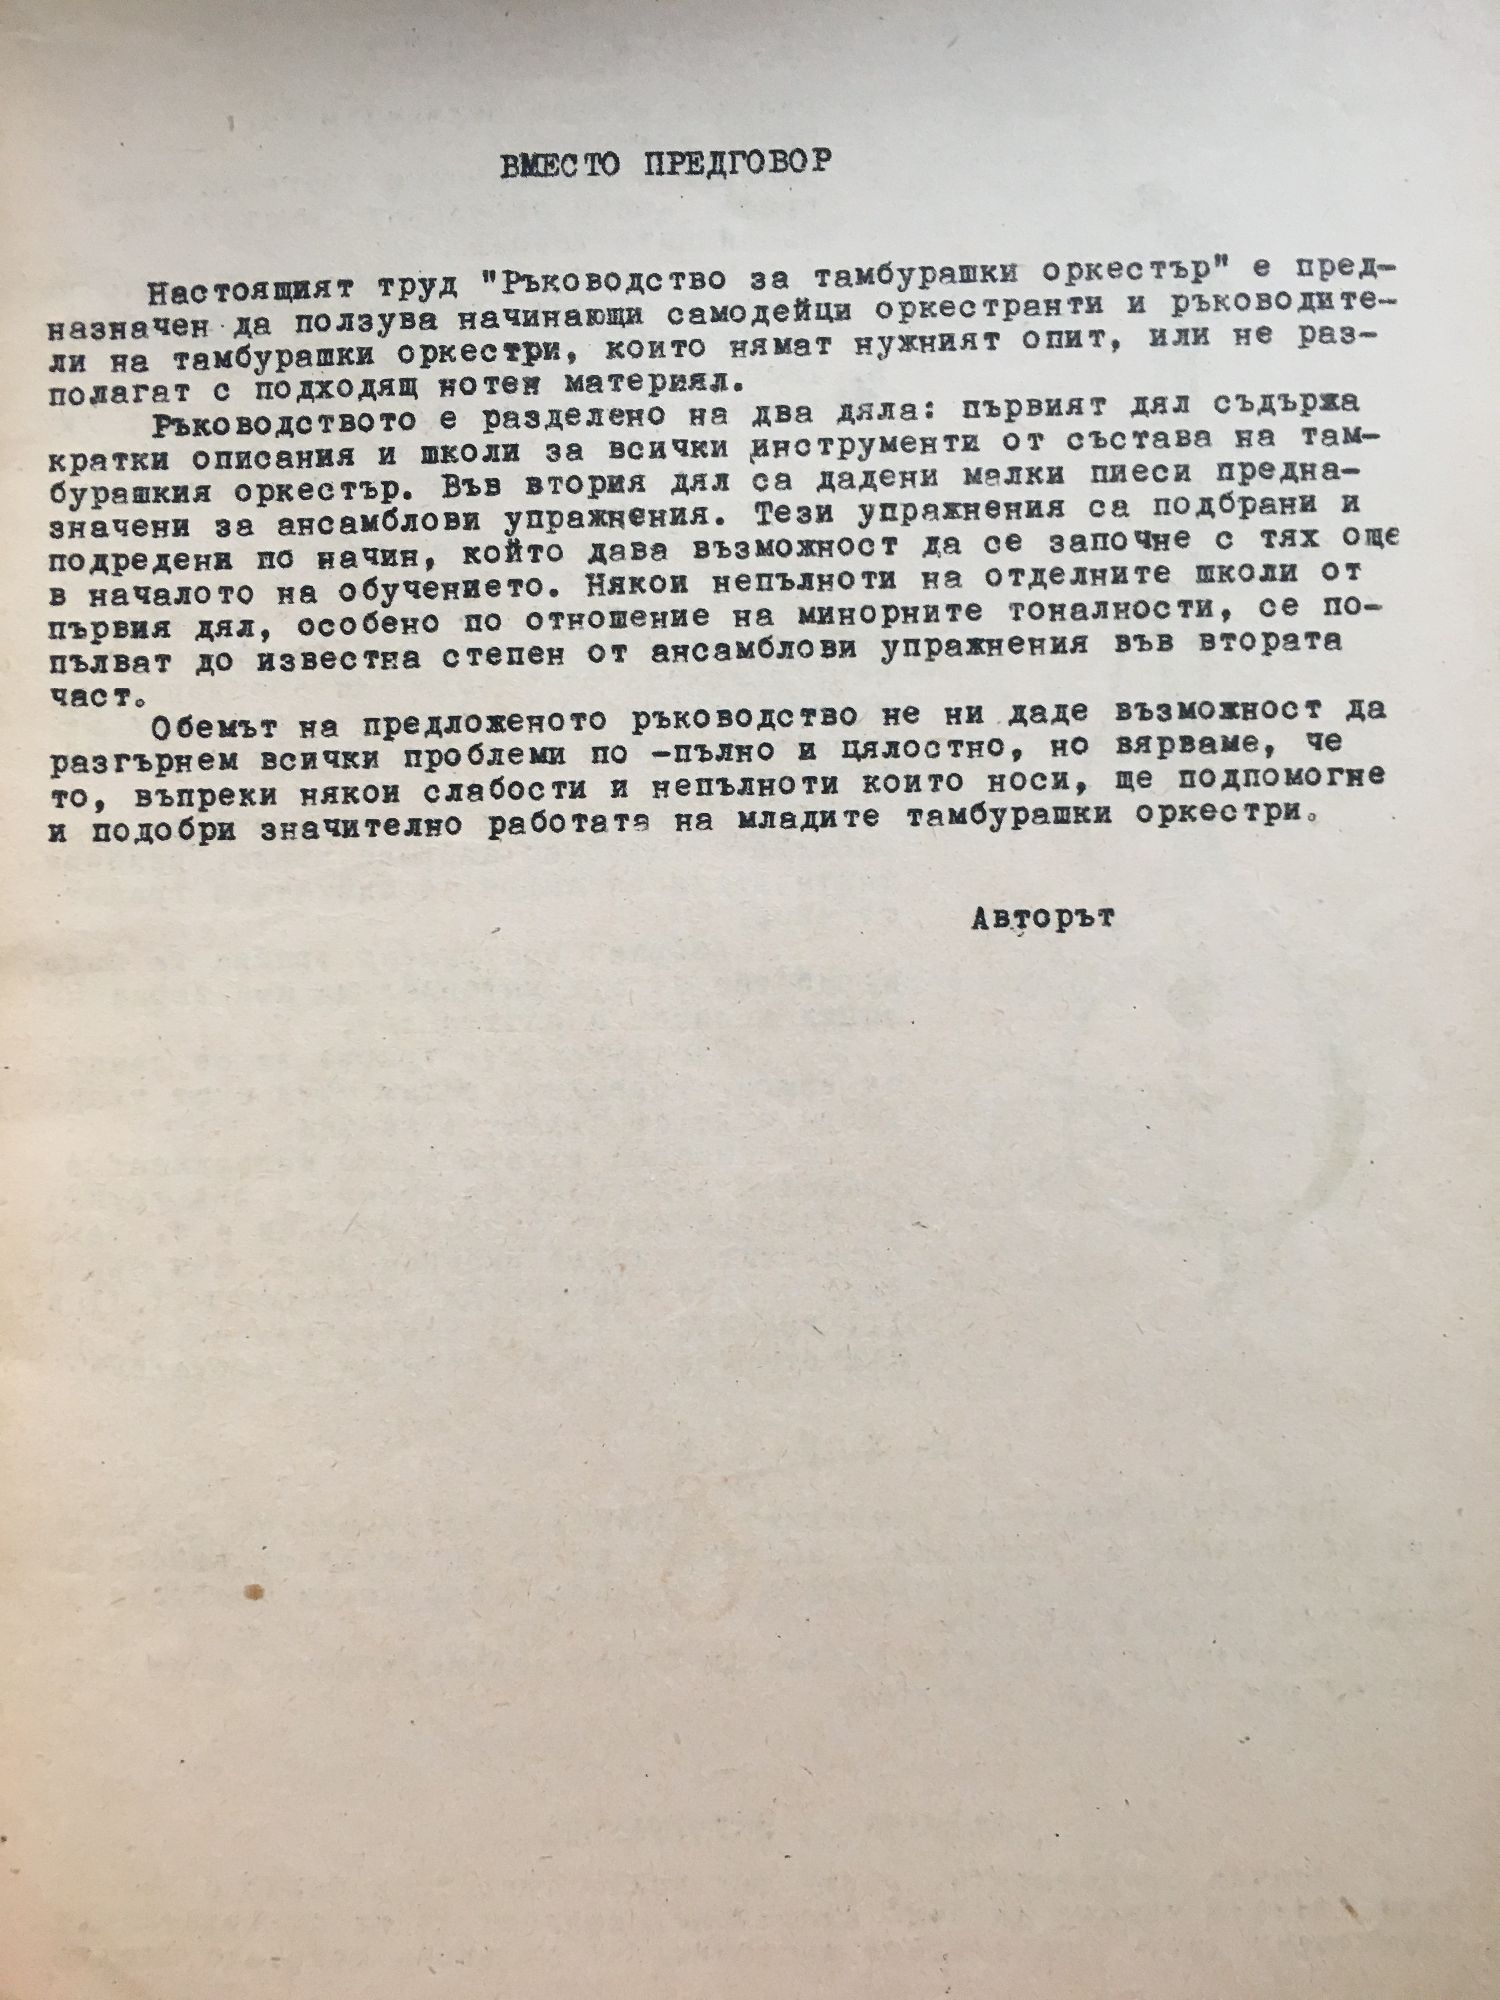 ВМЕСТО ПРЕДГОВОР
Настоящият труд "Ръководство за тамбурашки оркестър" е пред-
назначен да ползува начинающи самодейци оркестранти и ръководите-
ли на тамбурашки оркестри, които нямат нужният опит, или не раз-
полагат с подходящ нотен материял.
Ръководството е разделено на два дяла: първият дял съдържа
кратки описания и школи за всички инструменти от състава на там-
бурашкия оркестър. Във втория дял са дадени малки пиеси предна-
значени за ансамблови упражнения. Тези упражнения са подбрани и
подредени по начин, който дава възможност да се започне с тях още
в началото на обучението. Някои непълноти на отделните школи от
първия дял, особено по отношение на минорните тоналности, се по-
пълват до известна степен от ансамблови упражнения във втората
част.
Обемът на предложеното ръководство не ни даде възможност да
разгърнем всички проблеми по -пълно и цялостно, но вярваме, че
то, въпреки някои слабости и непълноти които носи, ще подпомогне
и подобри значително работата на младите тамбурашки оркестри.
Авторът